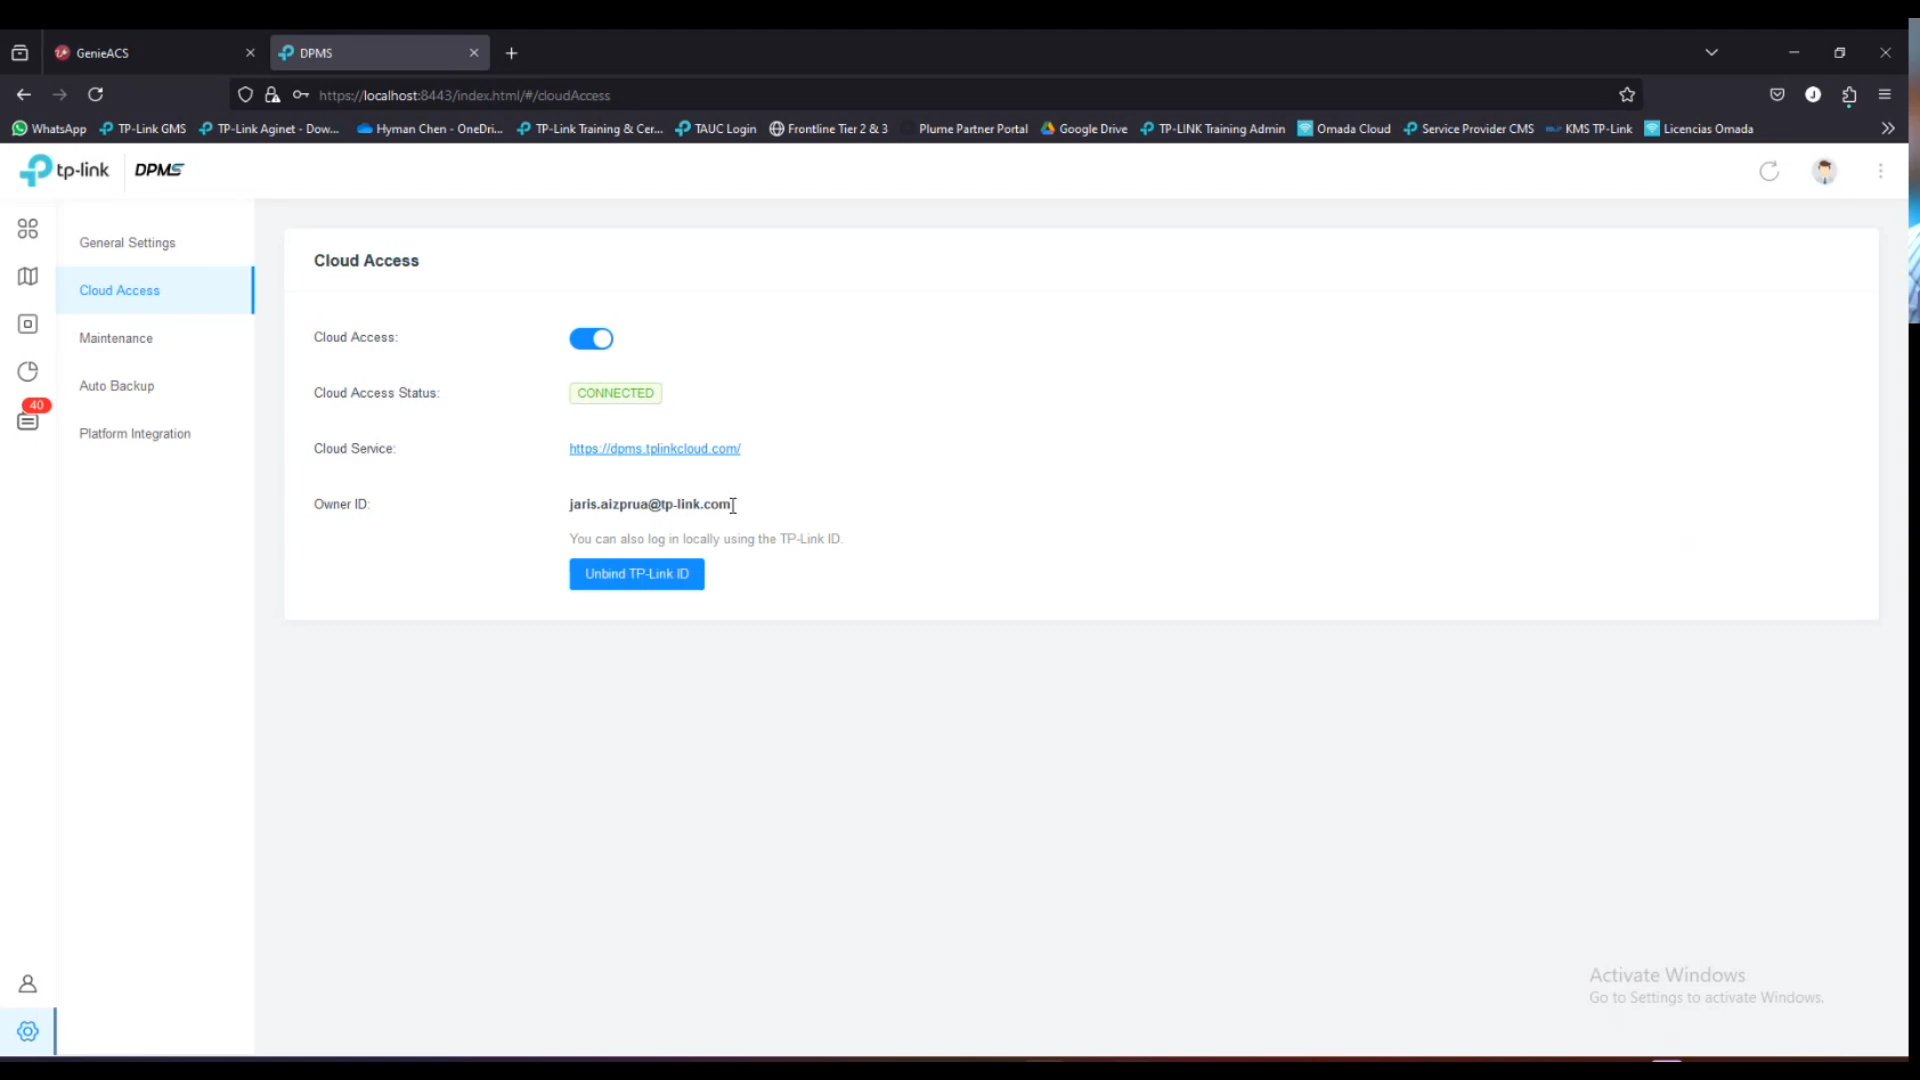 GenieACS
DPMS
https://localhost:8443/index.html/#/cloudAccess
WhatsApp
TP-Link GMS
TP-Link Aginet - Dow...
Hyman Chen - OneDri...
TP-Link Training & Cer...
TAUC Login
Frontline Tier 2 & 3
Plume Partner Portal
Google Drive
TP-LINK Training Admin
Omada Cloud
Service Provider CMS
KMS TP-Link
Licencias Omada
tp-link
DPMS
General Settings
Cloud Access
Maintenance
Auto Backup
Platform Integration
40
Cloud Access
Cloud Access:
Cloud Access Status: CONNECTED
Cloud Service: https://dpms.tplinkcloud.com/
Owner ID: jaris.aizprua@tp-link.com
You can also log in locally using the TP-Link ID.
Unbind TP-Link ID
Activate Windows
Go to Settings to activate Windows.